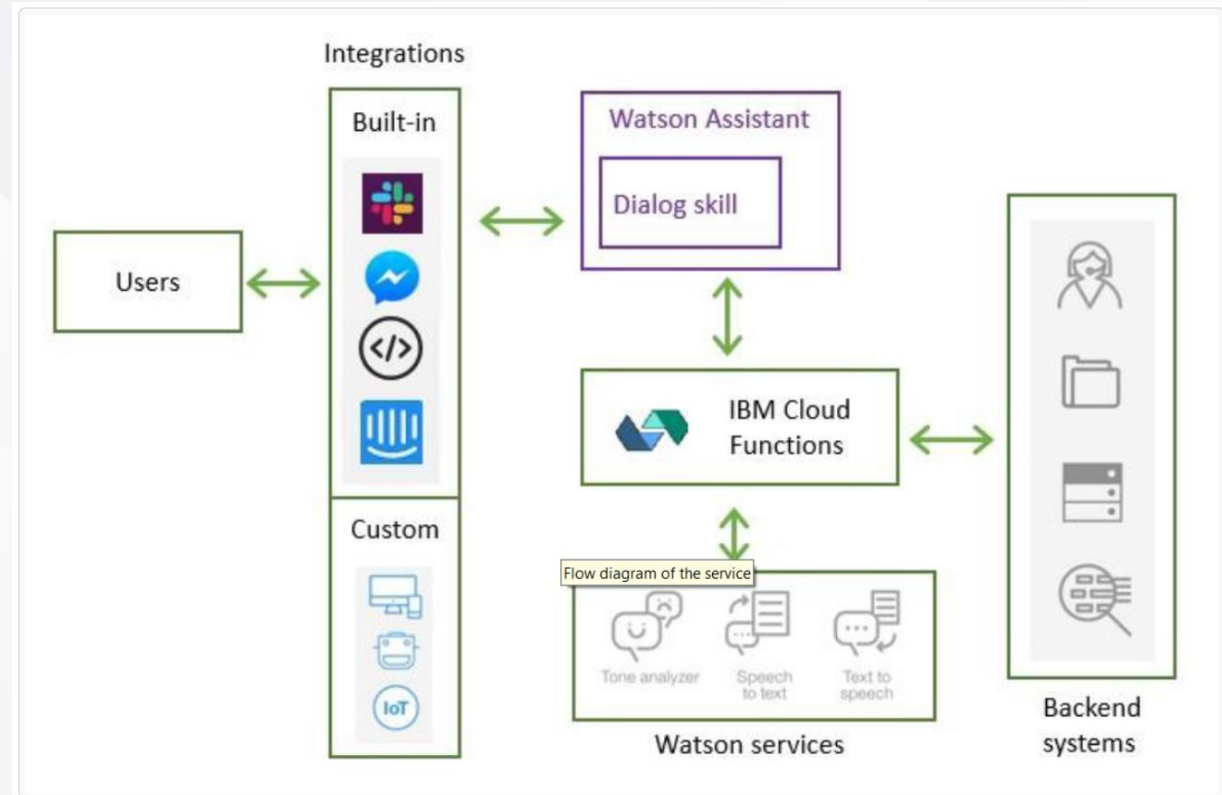 Integrations
Built-in
Custom
IoT
Users
Watson Assistant
Dialog skill
IBM Cloud
Functions
Flow diagram of the service
Tone analyzer
Speech
to text
Text to
speech
Watson services
Backend
systems